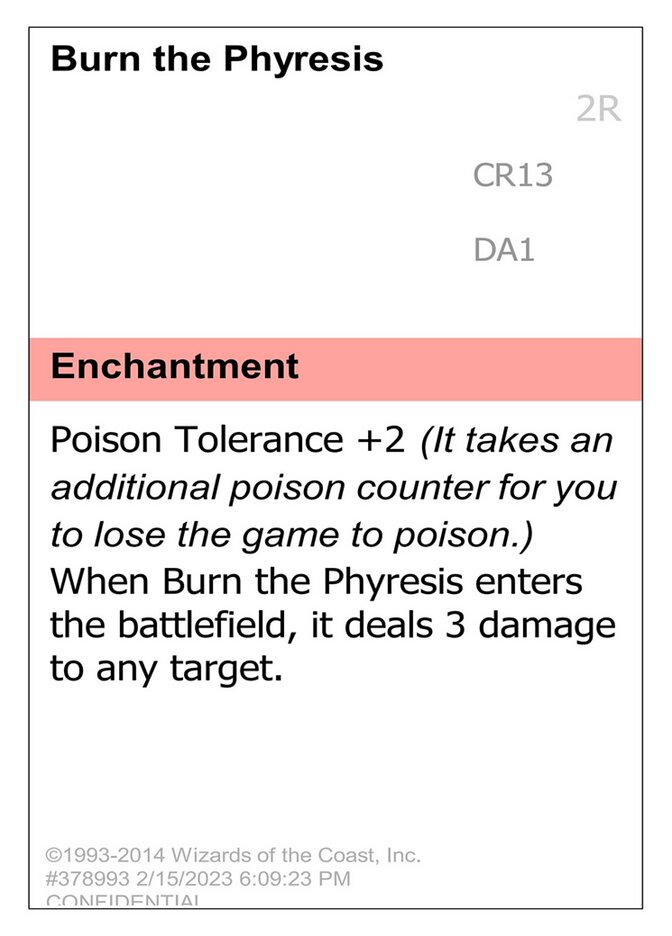 Burn the Phyresis
2R
CR13
DA1
Enchantment
Poison Tolerance +2 (It takes an
additional poison counter for you
to lose the game to poison.)
When Burn the Phyresis enters
the battlefield, it deals 3 damage
to any target.
©1993-2014 Wizards of the Coast, Inc.
#378993 2/15/2023 6:09:23 PM
CONFIDENTIAL